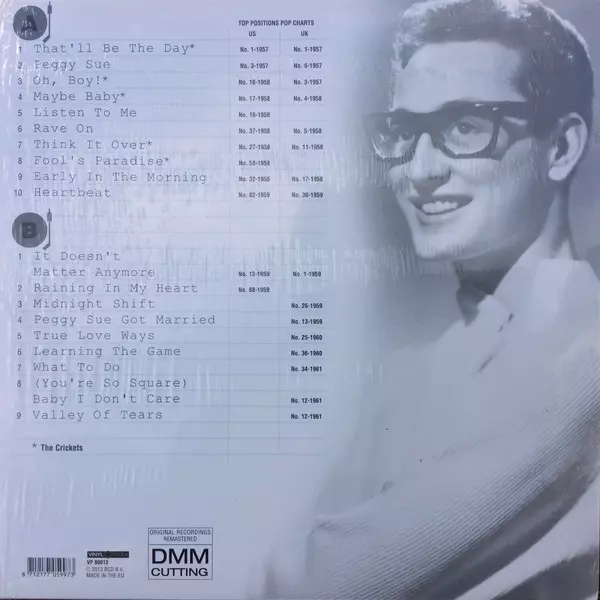 A
TOP POSITIONS POP CHARTS
US UK
1 That'll Be The Day* No. 1-1957 No. 1-1957
2 Peggy Sue No. 3-1957 No. 6-1957
3 Oh, Boy!* No. 10-1958 No. 3-1957
4 Maybe Baby* No. 17-1958 No. 4-1958
5 Listen To Me No. 16-1958
6 Rave On No. 37-1958 No. 5-1958
7 Think It Over* No. 27-1958 No. 11-1958
8 Fool's Paradise* No. 58-1958
9 Early In The Morning No. 32-1958 No. 17-1958
10 Heartbeat No. 82-1959 No. 30-1959
B
1 It Doesn't
Matter Anymore No. 13-1959 No. 1-1959
2 Raining In My Heart No. 88-1959
3 Midnight Shift No. 26-1959
4 Peggy Sue Got Married No. 13-1959
5 True Love Ways No. 25-1960
6 Learning The Game No. 36-1960
7 What To Do No. 34-1961
8 (You're So Square)
Baby I Don't Care No. 12-1961
9 Valley Of Tears No. 12-1961
* The Crickets
ORIGINAL RECORDINGS
REMASTERED
DMM
CUTTING
VINYL
VP 80013
© 2012 BCD B.V.
MADE IN THE EU
8 712177 059973